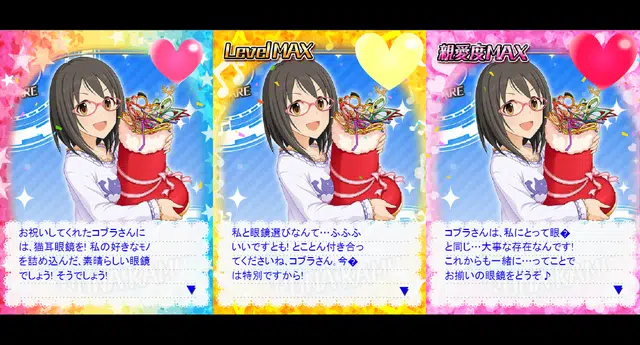 ARE
お祝いしてくれたコブラさんに
は、猫耳眼鏡を! 私の好きなモノ
を詰め込んだ、素晴らしい眼鏡
でしょう! そうでしょう!
Level MAX
ARE
私と眼鏡選びなんて…ふふふ
いいですとも! とことん付き合っ
てくださいね、コブラさん。今�
は特別ですから!
親愛度MAX
コブラさんは、私にとって眼�
と同じ…大事な存在なんです!
これからも一緒に…ってことで
お揃いの眼鏡をどうぞ♪